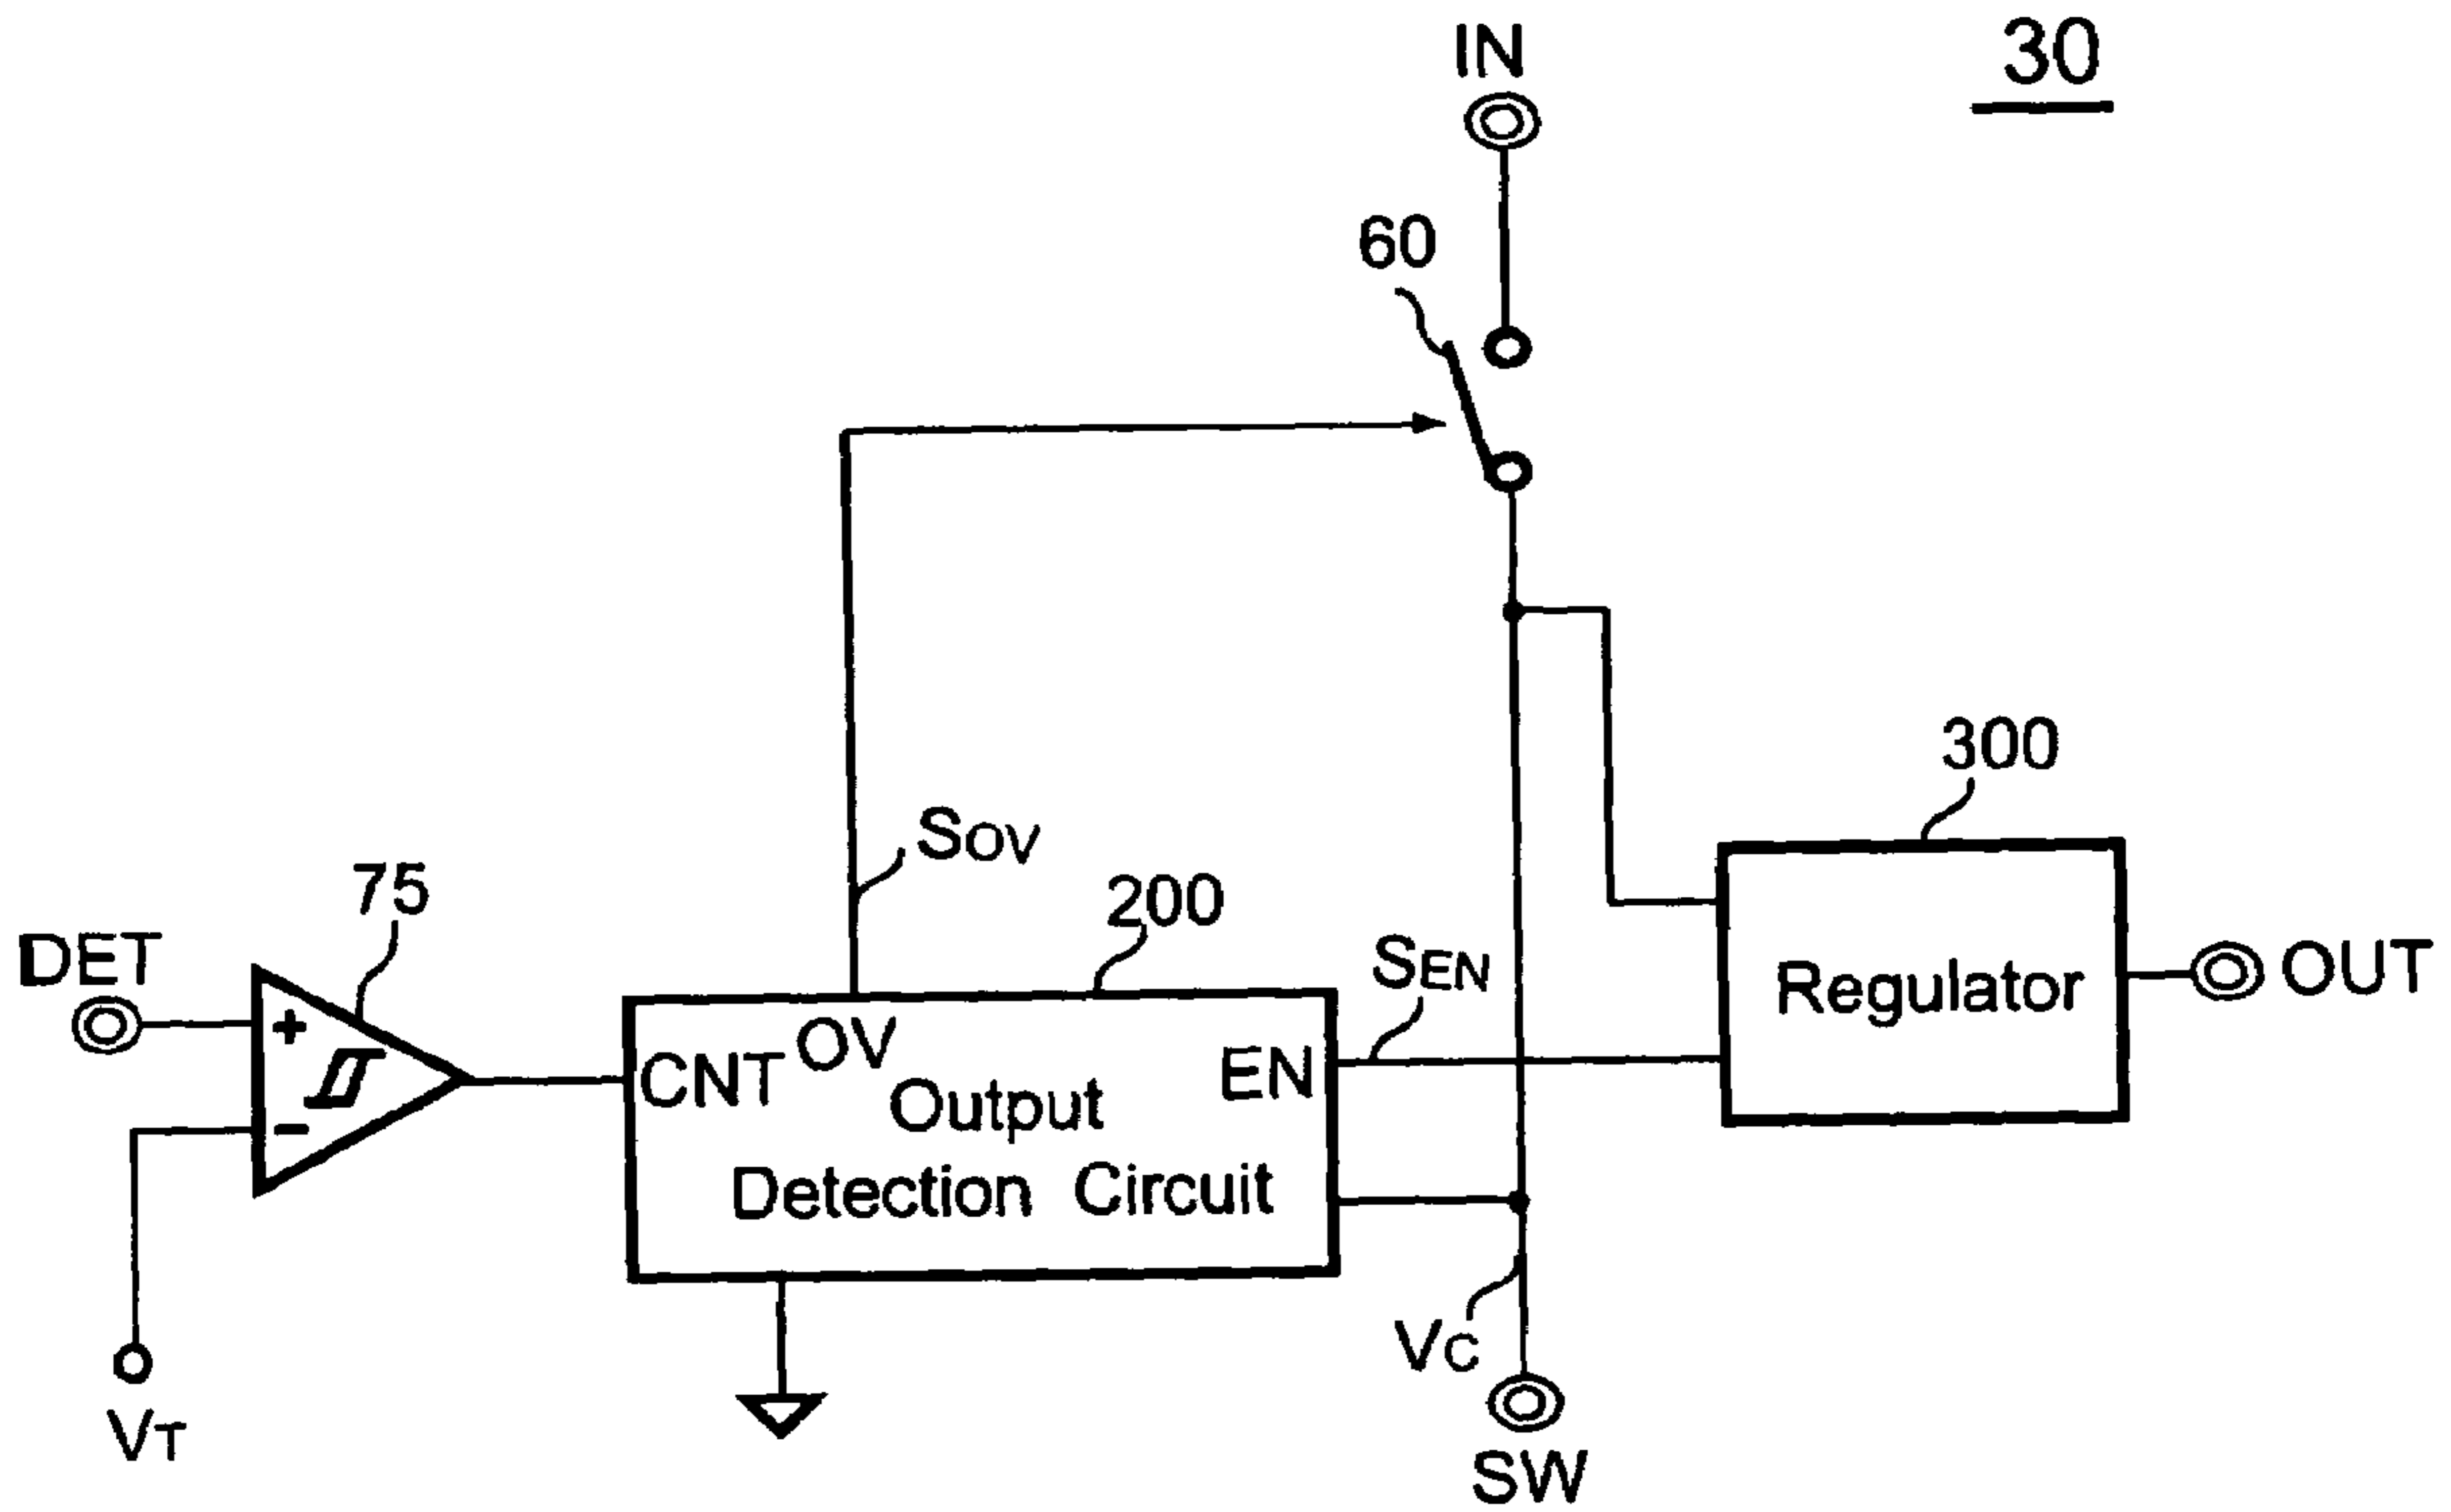 IN
30
60
300
SOV
75
200
DET
SEN
OUT
Regulator
+
OV
CNT
EN
Output
−
Detection Circuit
VC
VT
SW